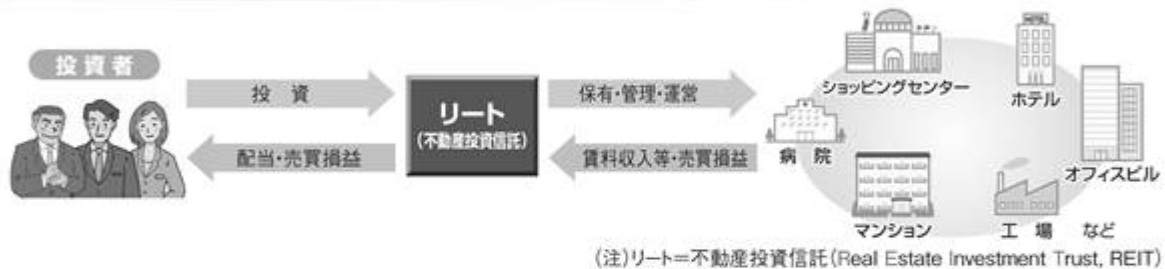 投資者
投資
配当・売買損益
リート
(不動産投資信託)
保有・管理・運営
賃料収入等・売買損益
ショッピングセンター
ホテル
HOTEL
病院
オフィスビル
マンション
工場 など
(注)リート=不動産投資信託(Real Estate Investment Trust, REIT)